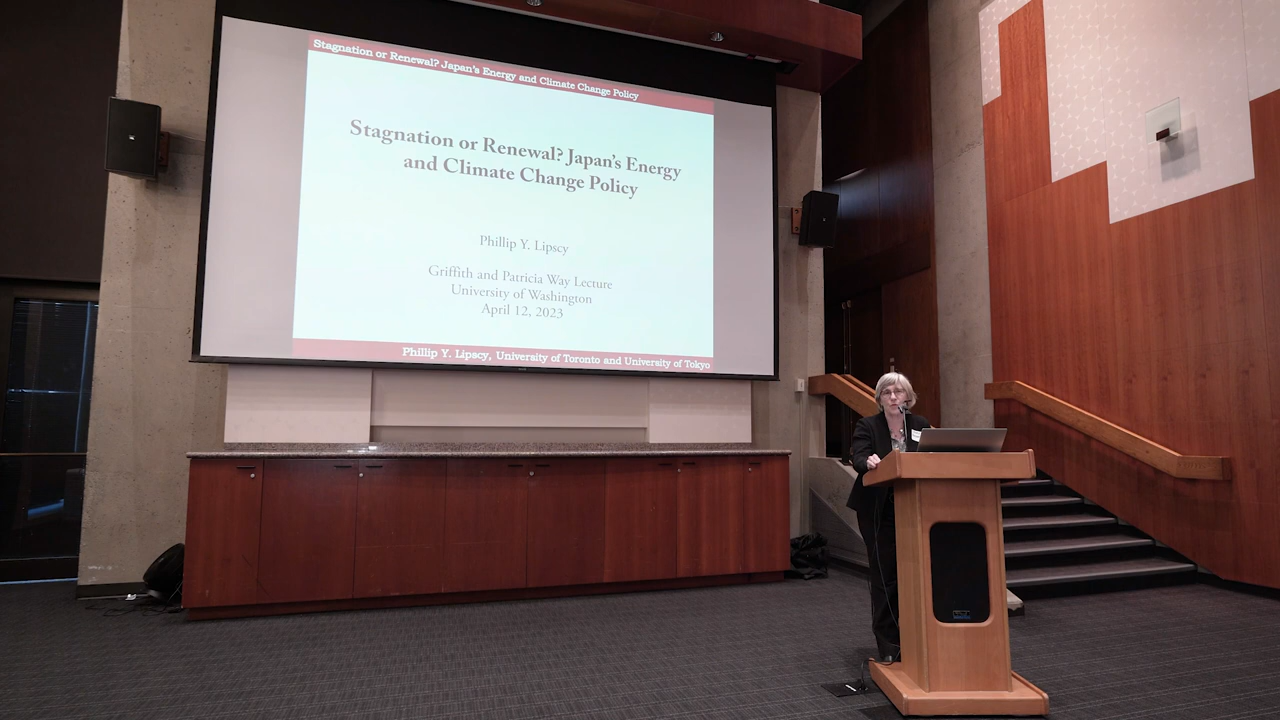 Stagnation or Renewal? Japan's Energy and Climate Change Policy
Stagnation or Renewal? Japan's Energy
and Climate Change Policy
Phillip Y. Lipscy
Griffith and Patricia Way Lecture
University of Washington
April 12, 2023
Phillip Y. Lipscy, University of Toronto and University of Tokyo